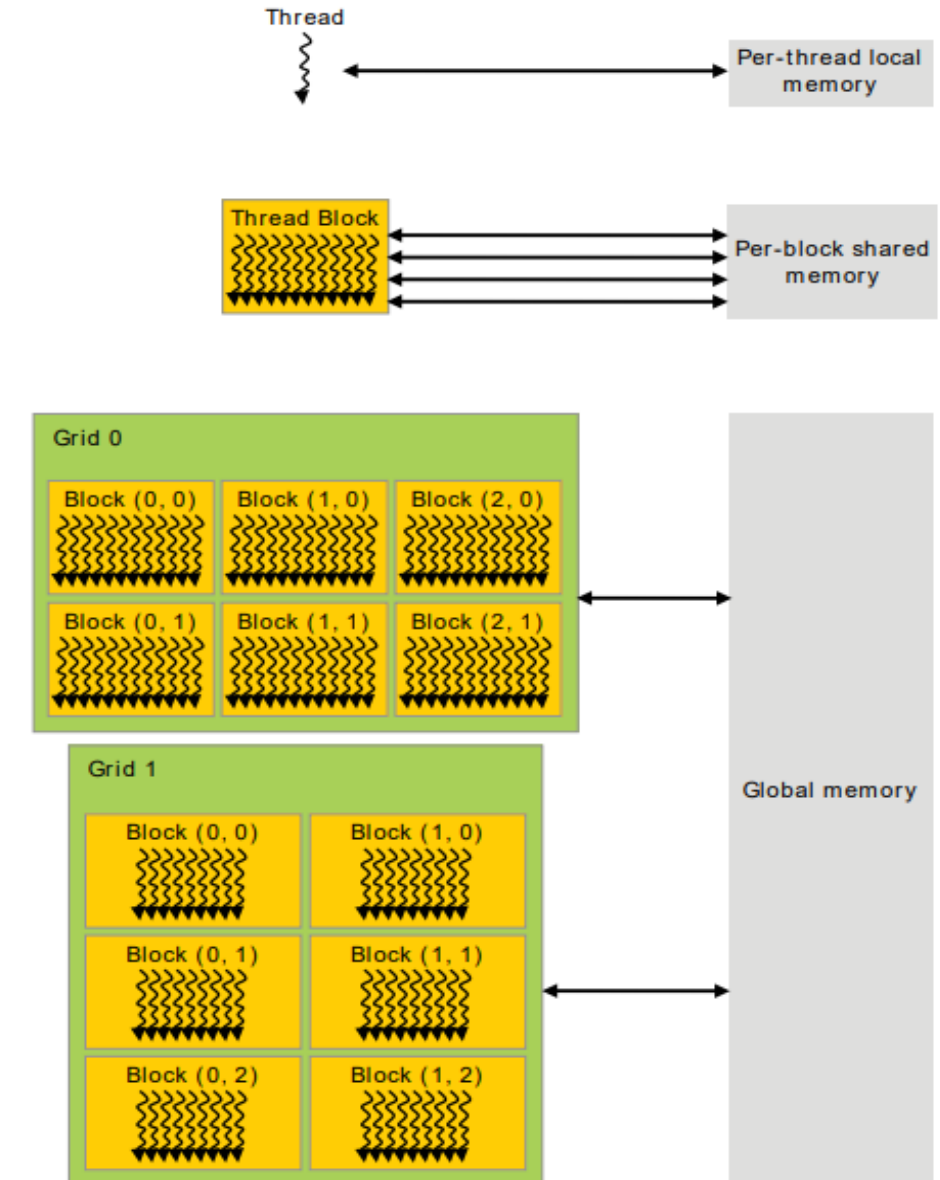 Thread
Per-thread local
memory
Thread Block
Per-block shared
memory
Grid 0
Block (0, 0)
Block (1, 0)
Block (2, 0)
Block (0, 1)
Block (1, 1)
Block (2, 1)
Grid 1
Global memory
Block (0, 0)
Block (1, 0)
Block (0, 1)
Block (1, 1)
Block (0, 2)
Block (1, 2)